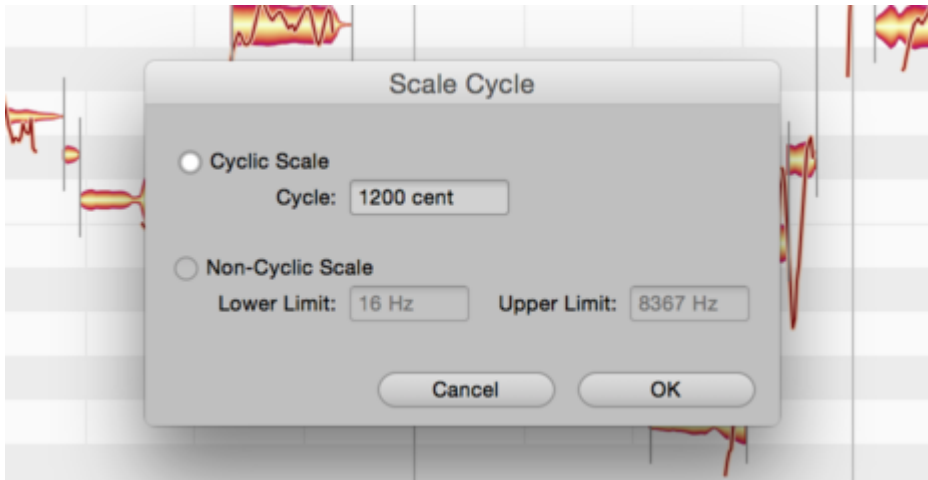 Scale Cycle
Cyclic Scale
Cycle: 1200 cent
Non-Cyclic Scale
Lower Limit: 16 Hz Upper Limit: 8367 Hz
Cancel OK